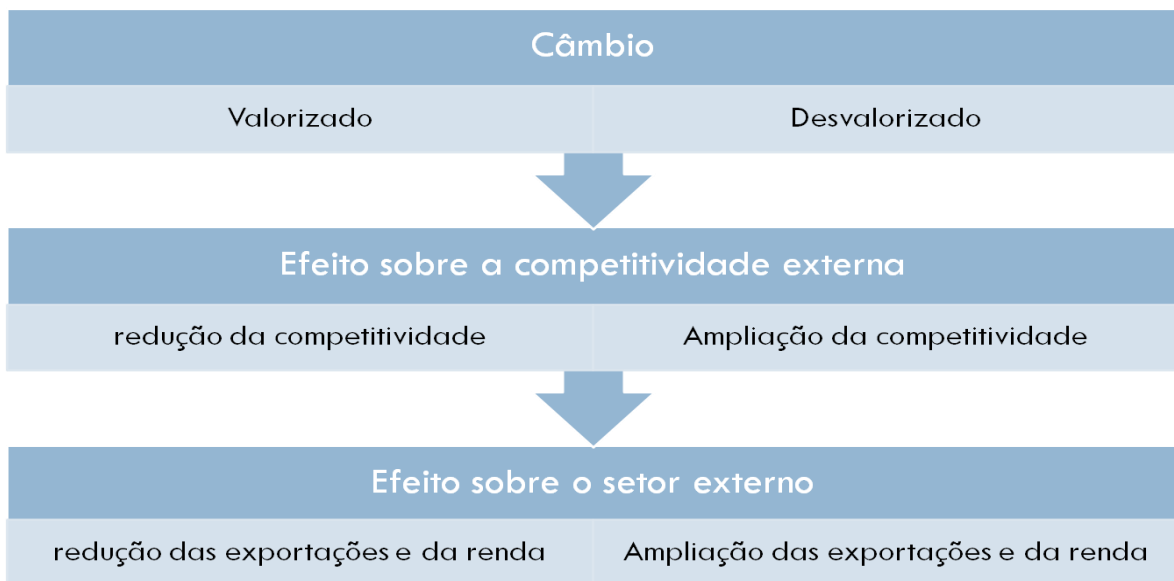 Câmbio
Valorizado
Desvalorizado
Efeito sobre a competitividade externa
redução da competitividade
Ampliação da competitividade
Efeito sobre o setor externo
redução das exportações e da renda
Ampliação das exportações e da renda